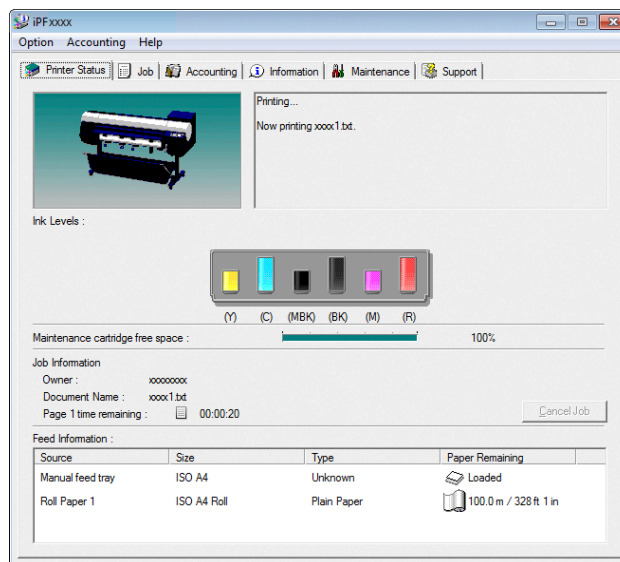 iPFxxxx
Option Accounting Help
Printer Status Job Accounting Information Maintenance Support
Printing...
Now printing xxxx1.txt.
Ink Levels :
(Y) (C) (MBK) (BK) (M) (R)
Maintenance cartridge free space : 100%
Job Information
Owner : xxxxxxxx
Document Name : xxxx1.txt
Page 1 time remaining : 00:00:20
Cancel Job
Feed Information :
Source Size Type Paper Remaining
Manual feed tray ISO A4 Unknown Loaded
Roll Paper 1 ISO A4 Roll Plain Paper 100.0 m / 328 ft 1 in